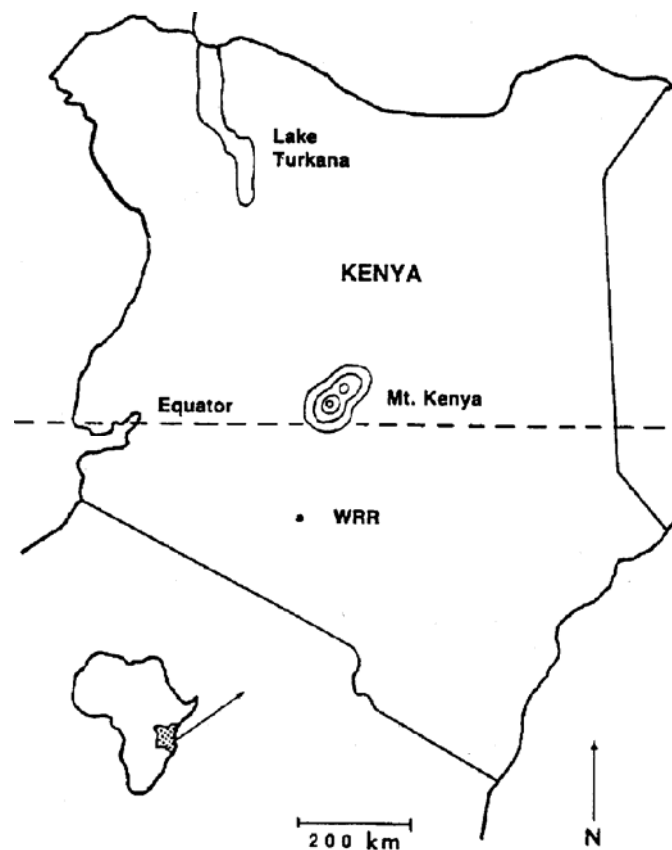 Lake
Turkana
KENYA
Equator
Mt. Kenya
WRR
200 km
N